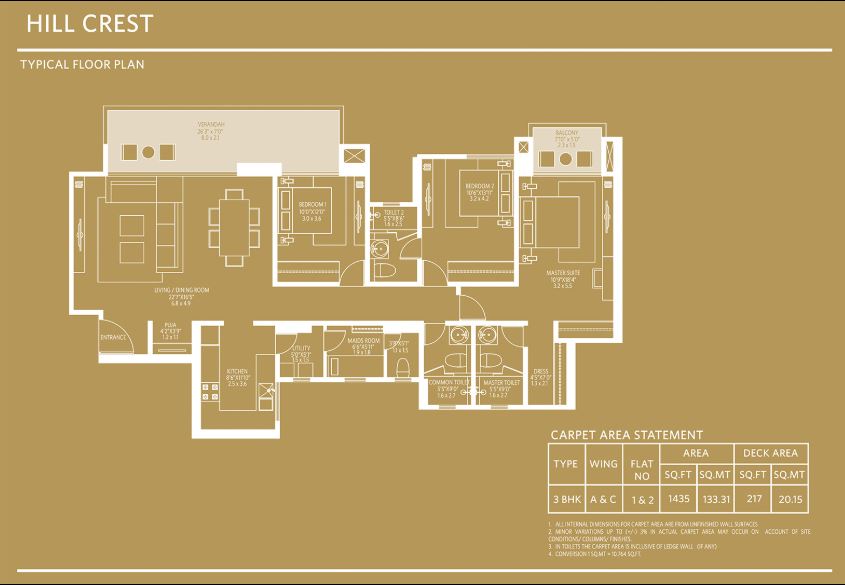 HILL CREST
TYPICAL FLOOR PLAN
VERANDAH
26'3" x 7'0"
8.0 x 2.1
BALCONY
7'0" x 5'0"
2.3 x 1.5
BEDROOM 2
10'6"X13'11"
3.2 x 4.2
BEDROOM 1
10'0"X12'0"
3.0 x 3.6
TOILET 2
5'5"X8'6"
1.6 x 2.5
MASTER SUITE
10'9"X18'4"
3.2 x 5.5
LIVING / DINING ROOM
22'7"X16'5"
6.8 x 4.9
PUJA
4'2"X3'9"
1.2 x 1.1
ENTRANCE
KITCHEN
8'6"X11'10"
2.5 x 3.6
UTILITY
5'0"X5'1"
1.5 x 1.5
MAIDS ROOM
6'6"X5'11"
1.9 x 1.8
3'8"X5'1"
1.1 x 1.5
COMMON TOILET
5'5"X9'0"
1.6 x 2.7
MASTER TOILET
5'5"X9'0"
1.6 x 2.7
DRESS
4'5"X7'0"
1.3 x 2.1
CARPET AREA STATEMENT
TYPE WING FLAT NO AREA DECK AREA
SQ.FT SQ.MT SQ.FT SQ.MT
3 BHK A & C 1 & 2 1435 133.31 217 20.15
1. ALL INTERNAL DIMENSIONS FOR CARPET AREA ARE FROM UNFINISHED WALL SURFACES
2. MINOR VARIATIONS UP TO (+/-) 3% IN ACTUAL CARPET AREA MAY OCCUR ON ACCOUNT OF SITE
CONDITIONS/ COLUMNS/ FINISHES.
3. IN TOILETS THE CARPET AREA IS INCLUSIVE OF LEDGE WALL (IF ANY)
4. CONVERSION 1 SQ.MT = 10.764 SQ.FT.